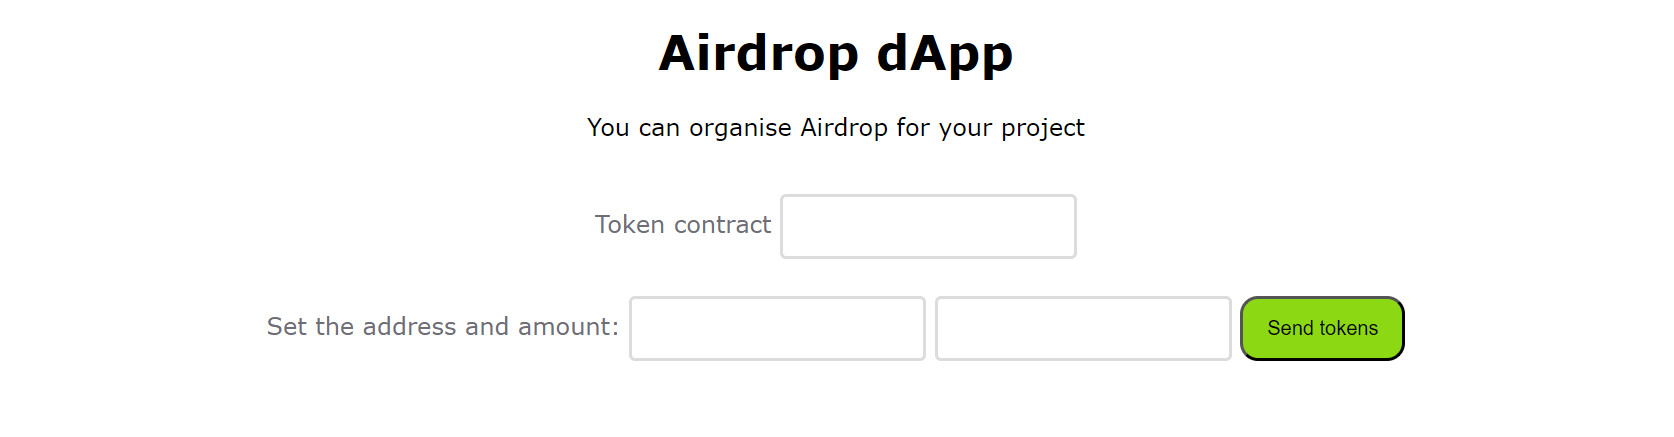 Airdrop dApp
You can organise Airdrop for your project
Token contract
Set the address and amount: Send tokens